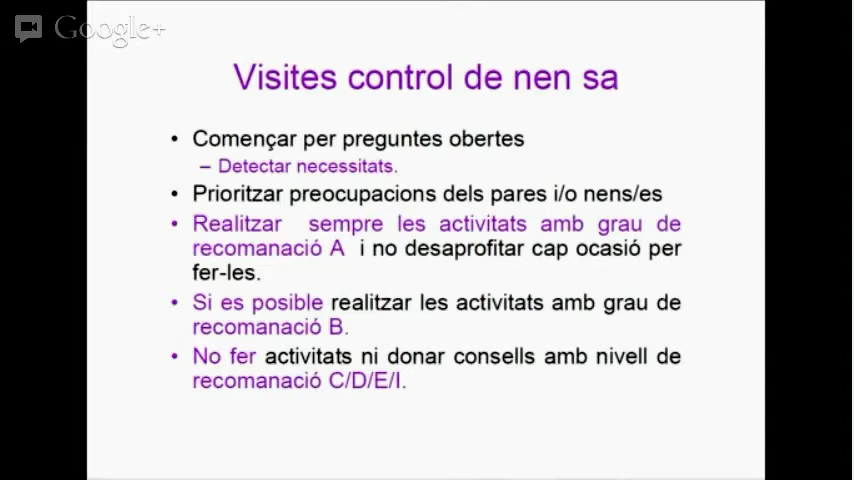 Google+
Visites control de nen sa
• Començar per preguntes obertes
– Detectar necessitats.
• Prioritzar preocupacions dels pares i/o nens/es
• Realitzar sempre les activitats amb grau de
recomanació A i no desaprofitar cap ocasió per
fer-les.
• Si es posible realitzar les activitats amb grau de
recomanació B.
• No fer activitats ni donar consells amb nivell de
recomanació C/D/E/I.